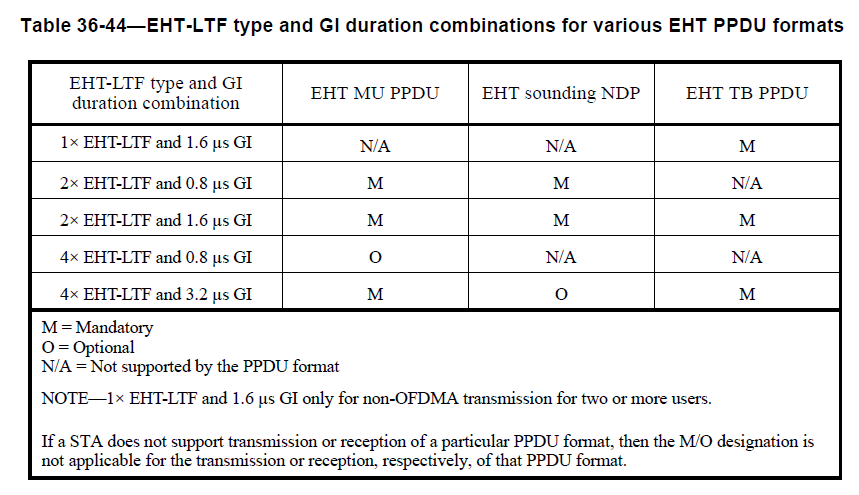 Table 36-44—EHT-LTF type and GI duration combinations for various EHT PPDU formats
EHT-LTF type and GI duration combination EHT MU PPDU EHT sounding NDP EHT TB PPDU
1× EHT-LTF and 1.6 µs GI N/A N/A M
2× EHT-LTF and 0.8 µs GI M M N/A
2× EHT-LTF and 1.6 µs GI M M M
4× EHT-LTF and 0.8 µs GI O N/A N/A
4× EHT-LTF and 3.2 µs GI M O M
M = Mandatory
O = Optional
N/A = Not supported by the PPDU format
NOTE—1× EHT-LTF and 1.6 µs GI only for non-OFDMA transmission for two or more users.
If a STA does not support transmission or reception of a particular PPDU format, then the M/O designation is
not applicable for the transmission or reception, respectively, of that PPDU format.